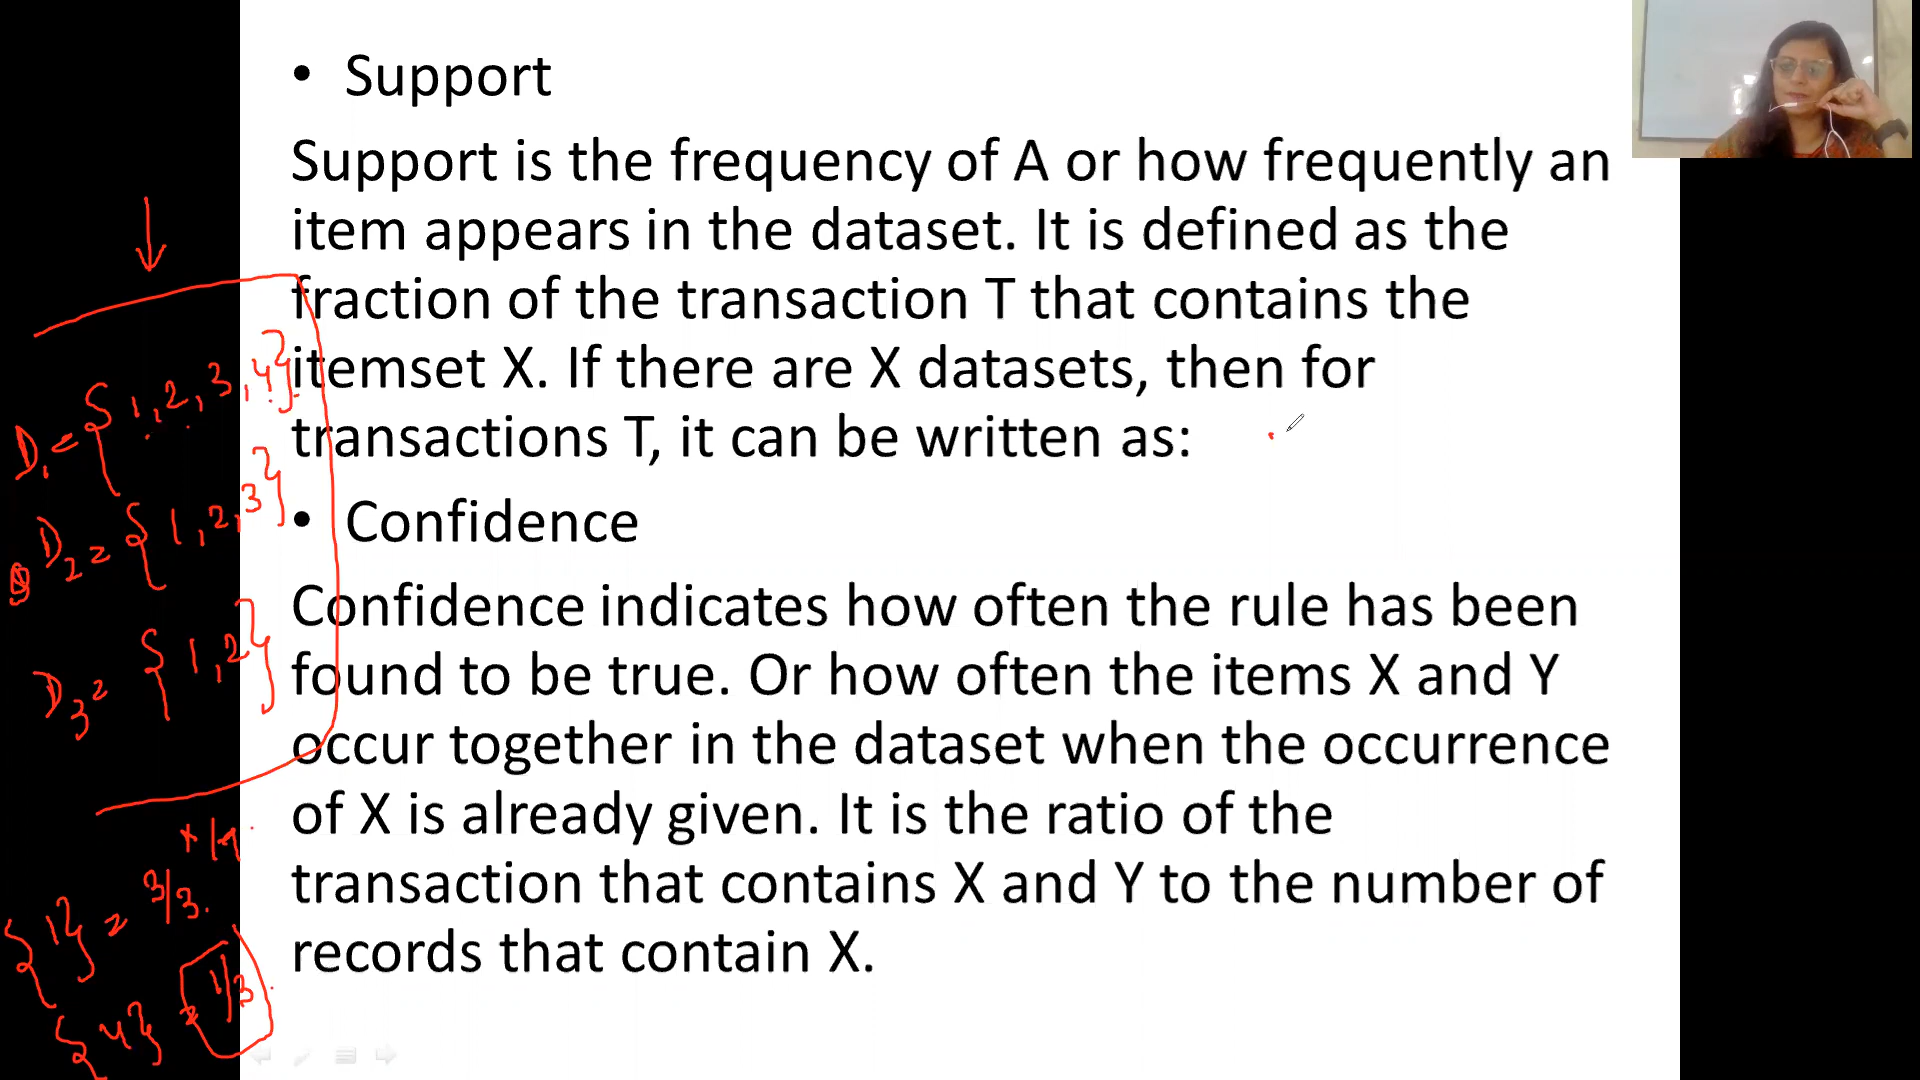 • Support
Support is the frequency of A or how frequently an
item appears in the dataset. It is defined as the
fraction of the transaction T that contains the
itemset X. If there are X datasets, then for
transactions T, it can be written as:
• Confidence
Confidence indicates how often the rule has been
found to be true. Or how often the items X and Y
occur together in the dataset when the occurrence
of X is already given. It is the ratio of the
transaction that contains X and Y to the number of
records that contain X.
D1 = {1, 2, 3, 4}
D2 = {1, 2, 3}
D3 = {1, 2}
{1} = 3/3.
{4} = 1/3